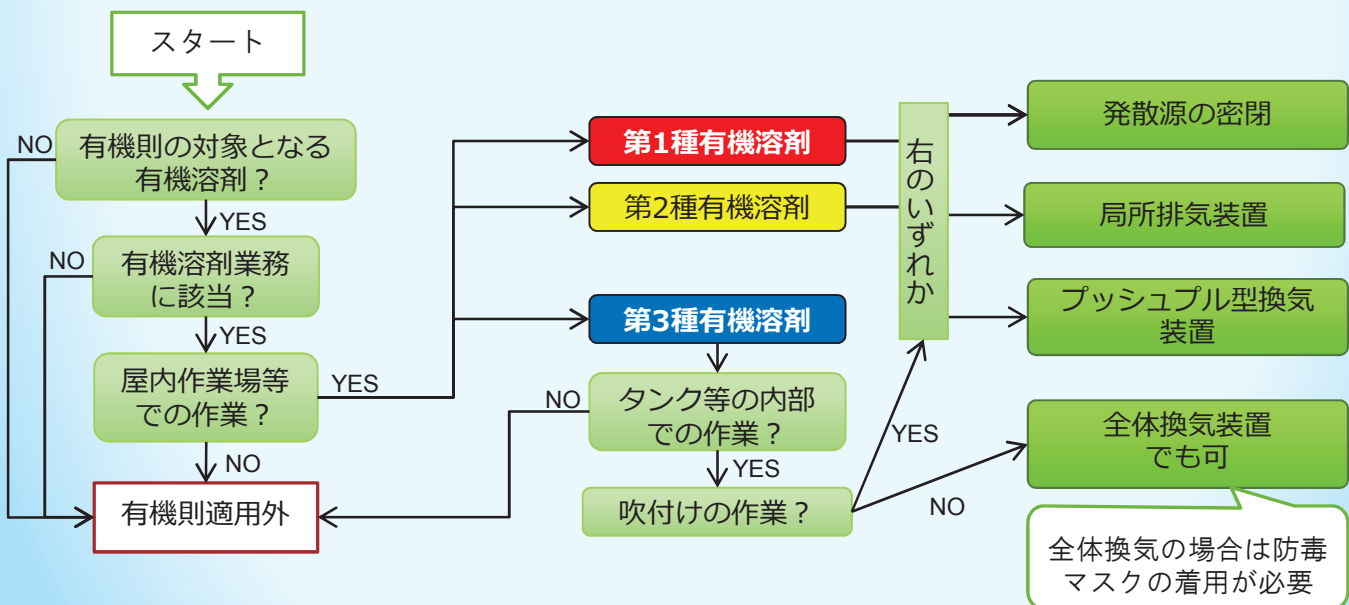 スタート
有機則の対象となる
有機溶剤？
NO
YES
有機溶剤業務
に該当？
NO
YES
屋内作業場等
での作業？
YES
NO
有機則適用外
第1種有機溶剤
第2種有機溶剤
第3種有機溶剤
タンク等の内部
での作業？
NO
YES
吹付けの作業？
YES
NO
右のいずれか
発散源の密閉
局所排気装置
プッシュプル型換気
装置
全体換気装置
でも可
全体換気の場合は防毒
マスクの着用が必要